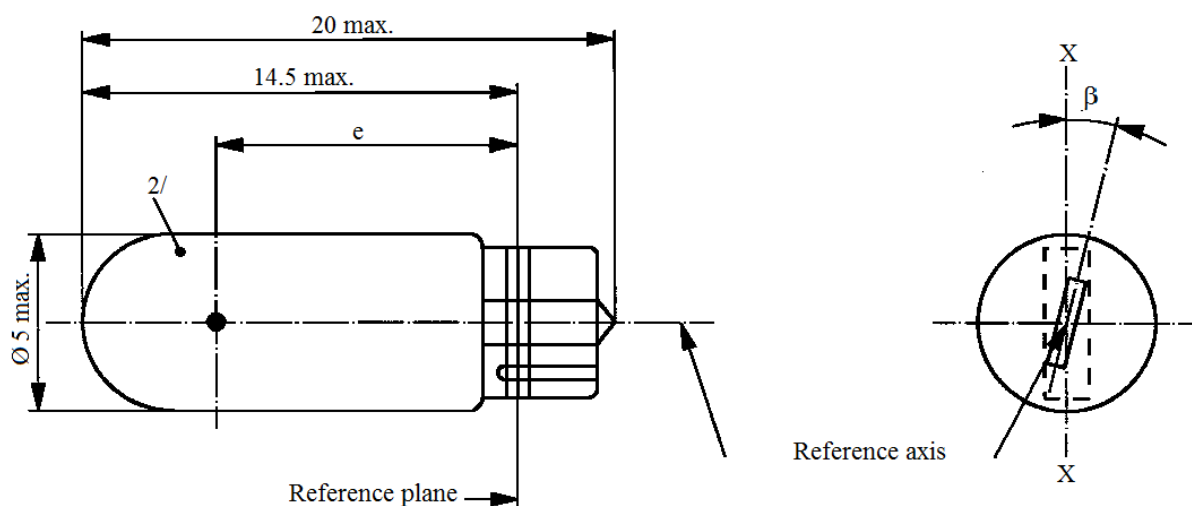 20 max.
14.5 max.
e
2/
Ø 5 max.
Reference plane
X
β
Reference axis
X